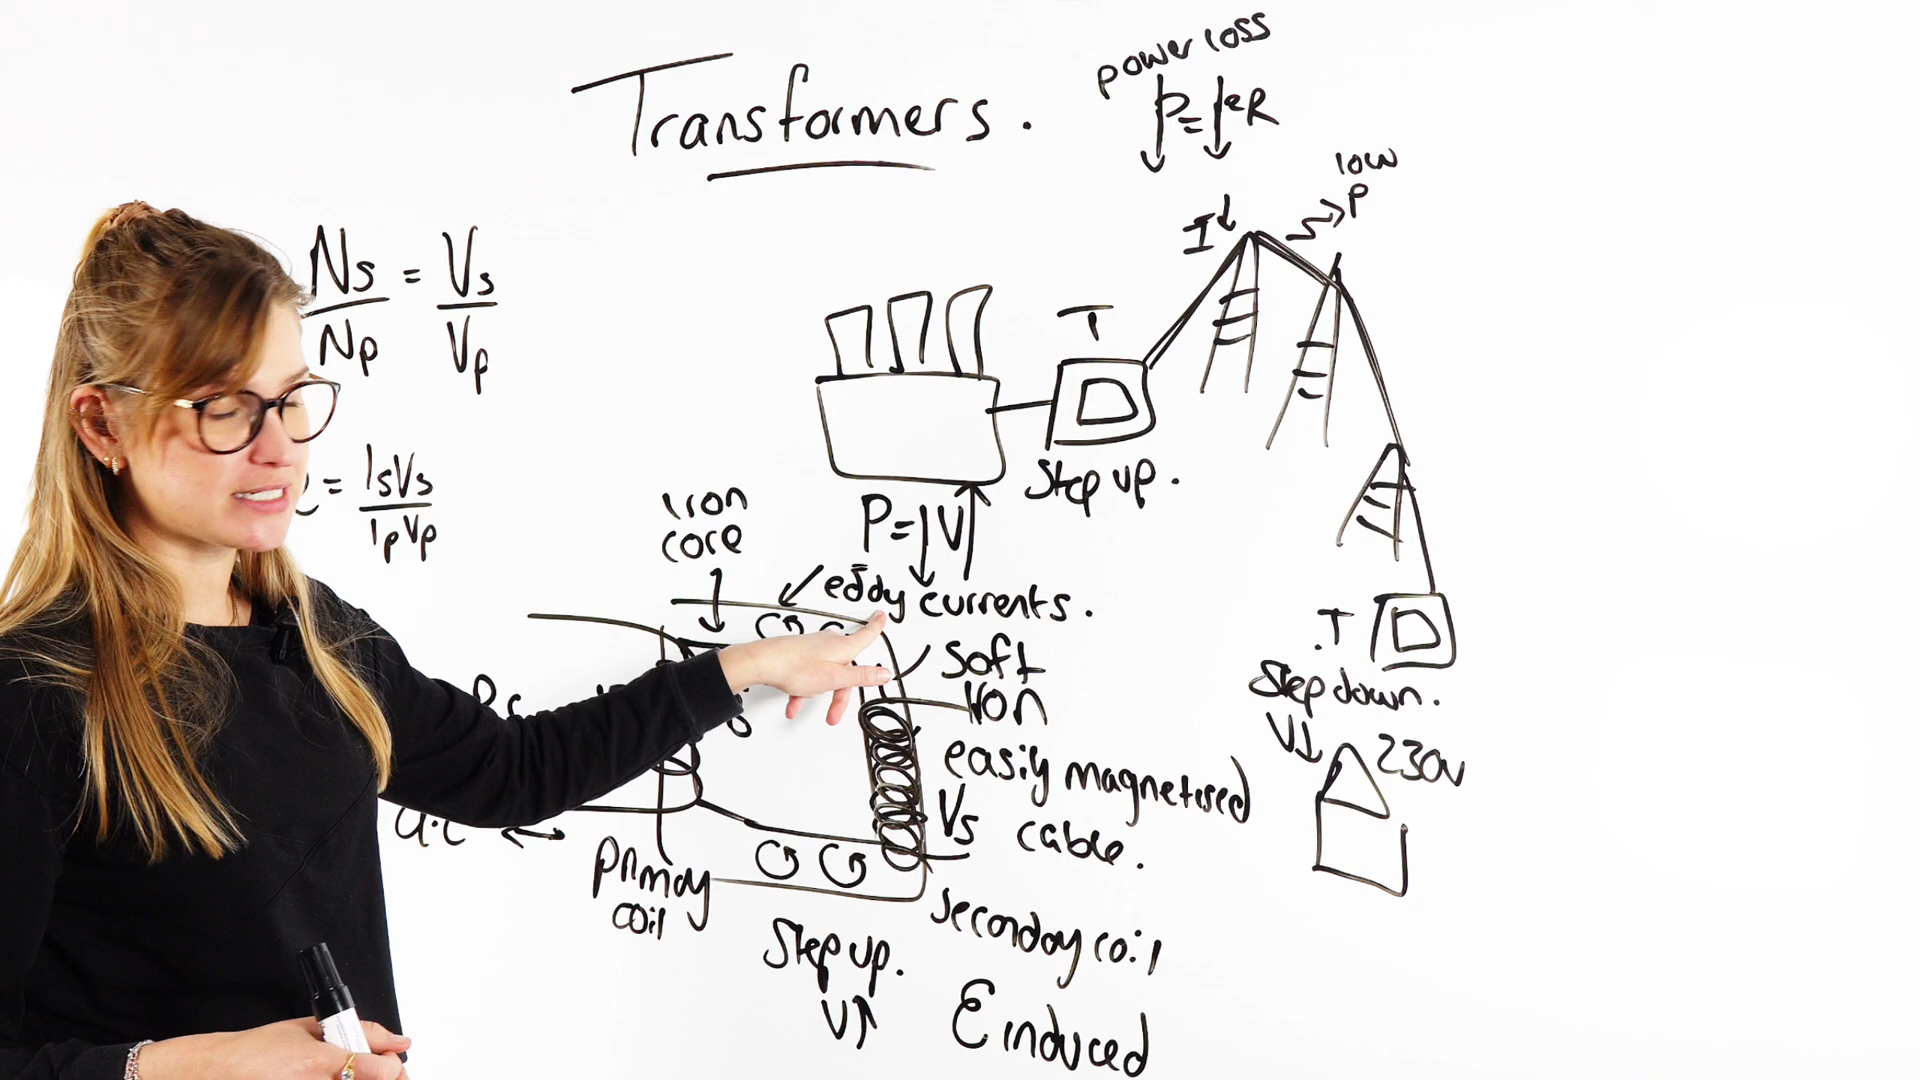 Transformers.
power loss
P = I²R
low
P
I
Ns = Vs
Np Vp
T
Step up.
= IsVs
IpVp
iron
core
P = IV
eddy currents.
soft
iron
easily magnetised
Vs cable.
a.c
primary
coil
secondary coil
Step up.
V
Ɛ induced
T
Step down.
V
230v